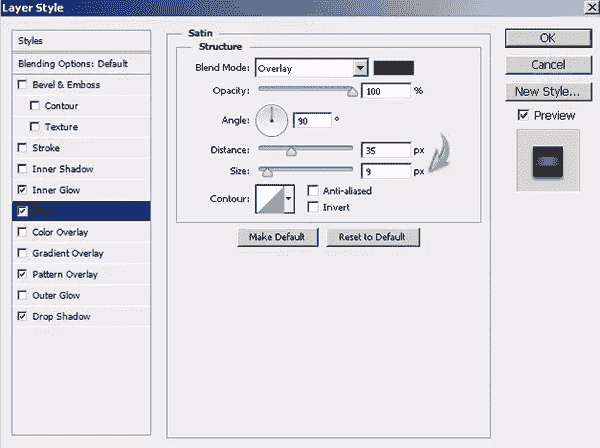 Layer Style
Styles
Blending Options: Default
Bevel & Emboss
Contour
Texture
Stroke
Inner Shadow
Inner Glow
Color Overlay
Gradient Overlay
Pattern Overlay
Outer Glow
Drop Shadow
Satin
Structure
Blend Mode: Overlay
Opacity: 100 %
Angle: 90 °
Distance: 35 px
Size: 9 px
Contour: Anti-aliased
Invert
Make Default Reset to Default
OK
Cancel
New Style...
Preview